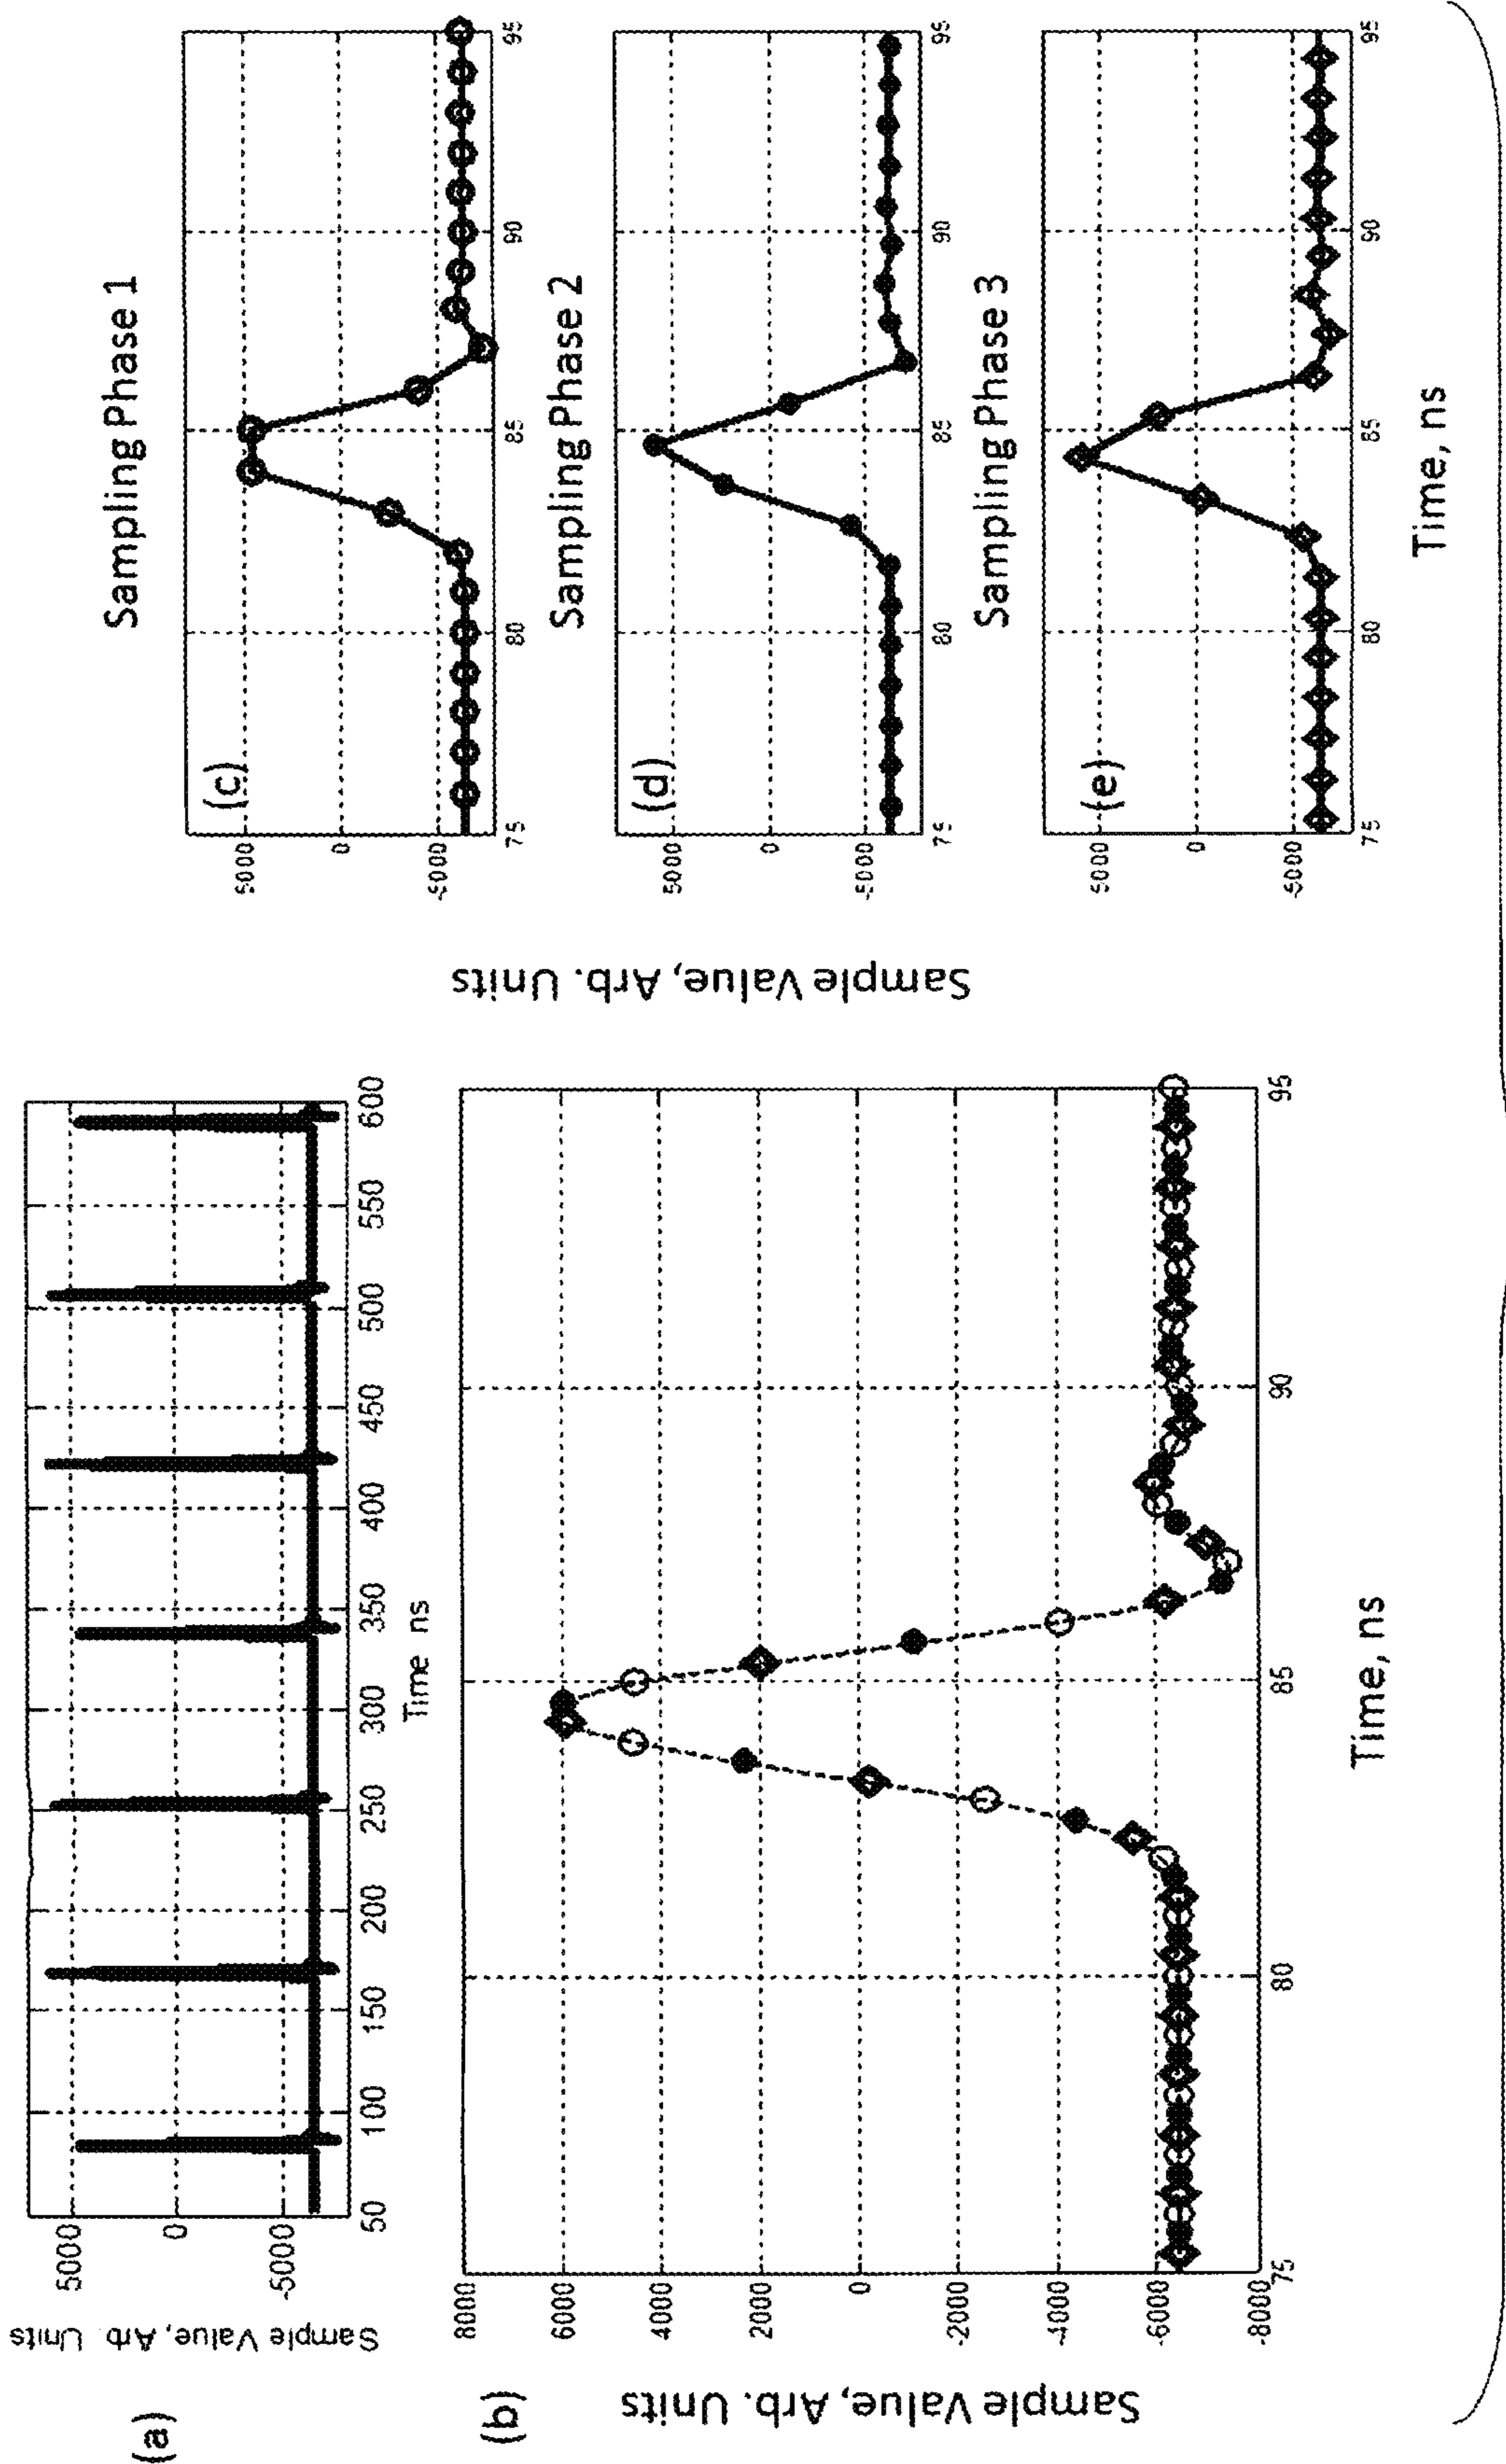 (a)
Sample Value, Arb. Units
5000
0
-5000
50 100 150 200 250 300 350 400 450 500 550 600
Time ns
(b)
Sample Value, Arb. Units
8000
6000
4000
2000
0
-2000
-4000
-6000
-8000
75 80 85 90 95
Time, ns
Sample Value, Arb. Units
Sampling Phase 1
(c)
5000
0
-5000
75 80 85 90 95
Sampling Phase 2
(d)
5000
0
-5000
75 80 85 90 95
Sampling Phase 3
(e)
5000
0
-5000
75 80 85 90 95
Time, ns